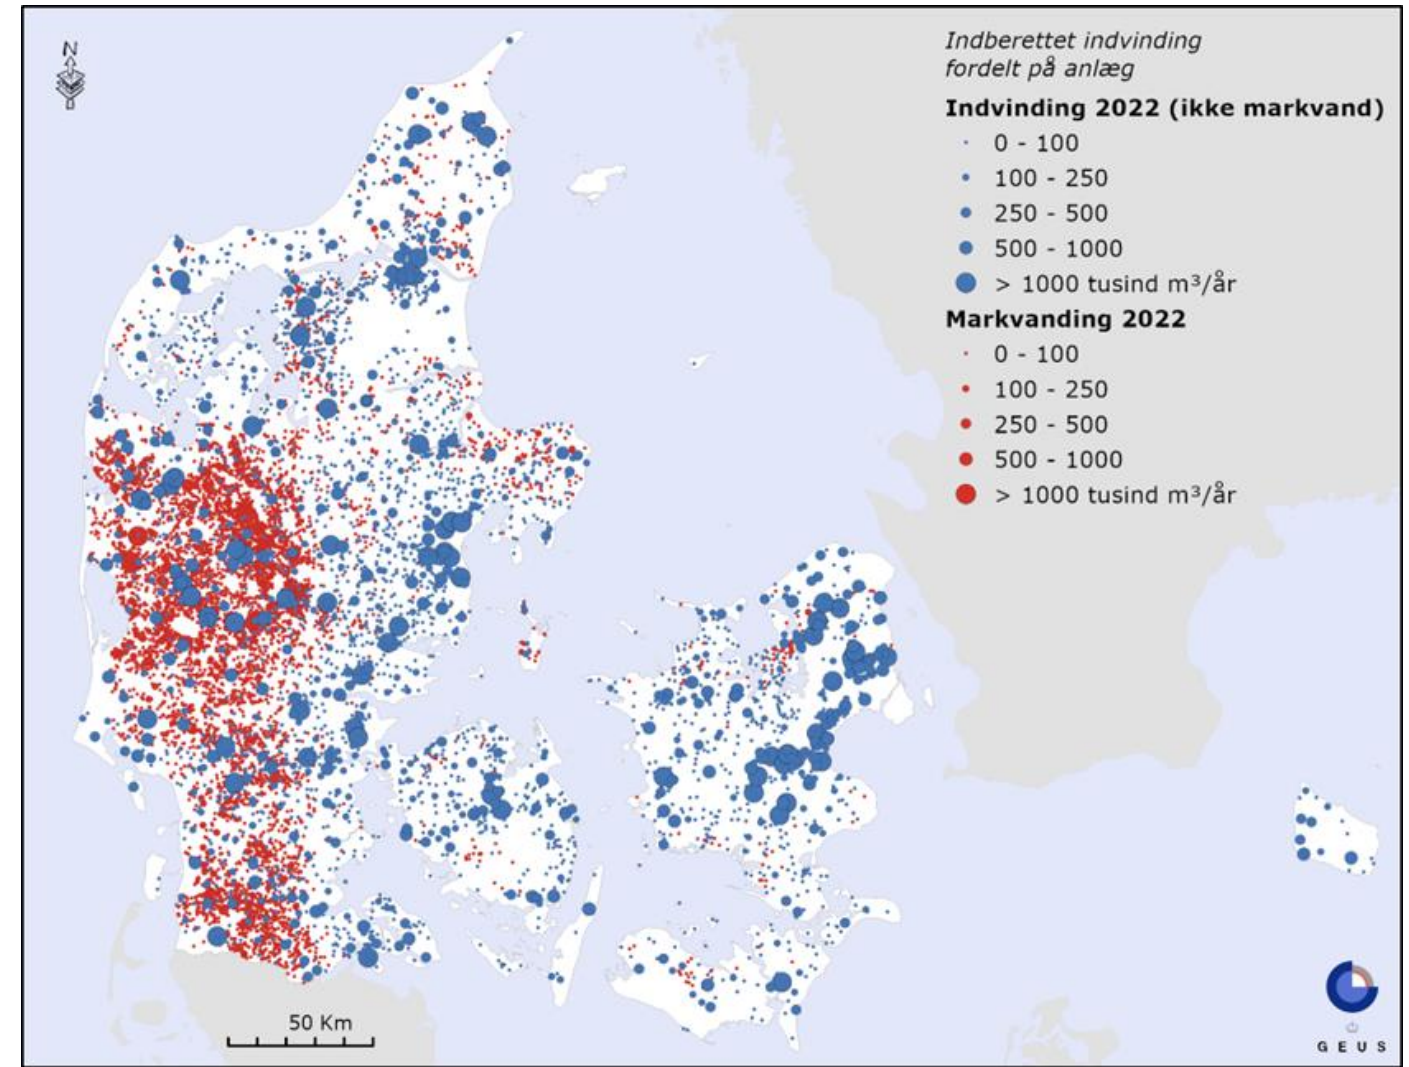 N
Indberettet indvinding
fordelt på anlæg
Indvinding 2022 (ikke markvand)
0 - 100
100 - 250
250 - 500
500 - 1000
> 1000 tusind m³/år
Markvanding 2022
0 - 100
100 - 250
250 - 500
500 - 1000
> 1000 tusind m³/år
50 Km
G E U S